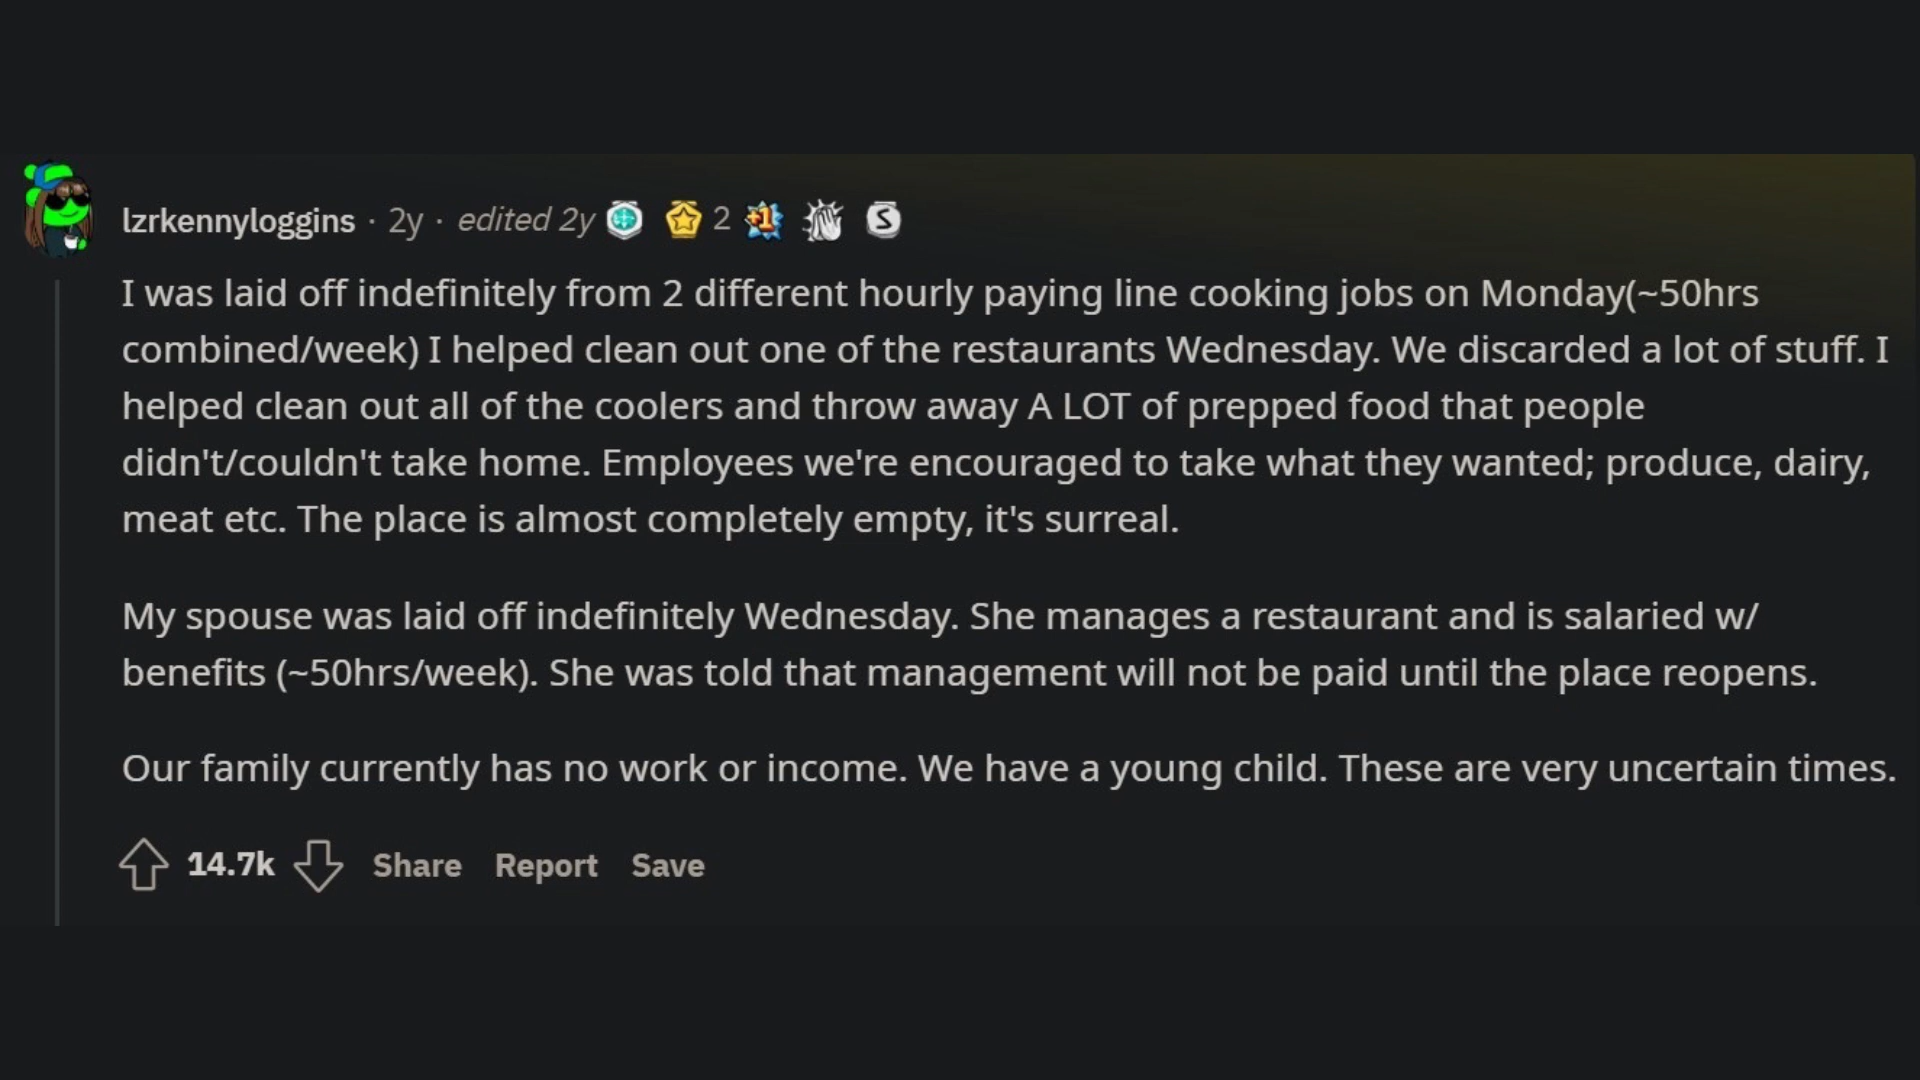 lzrkennyloggins · 2y · edited 2y 2 +1 S
I was laid off indefinitely from 2 different hourly paying line cooking jobs on Monday(~50hrs
combined/week) I helped clean out one of the restaurants Wednesday. We discarded a lot of stuff. I
helped clean out all of the coolers and throw away A LOT of prepped food that people
didn't/couldn't take home. Employees we're encouraged to take what they wanted; produce, dairy,
meat etc. The place is almost completely empty, it's surreal.
My spouse was laid off indefinitely Wednesday. She manages a restaurant and is salaried w/
benefits (~50hrs/week). She was told that management will not be paid until the place reopens.
Our family currently has no work or income. We have a young child. These are very uncertain times.
14.7k Share Report Save